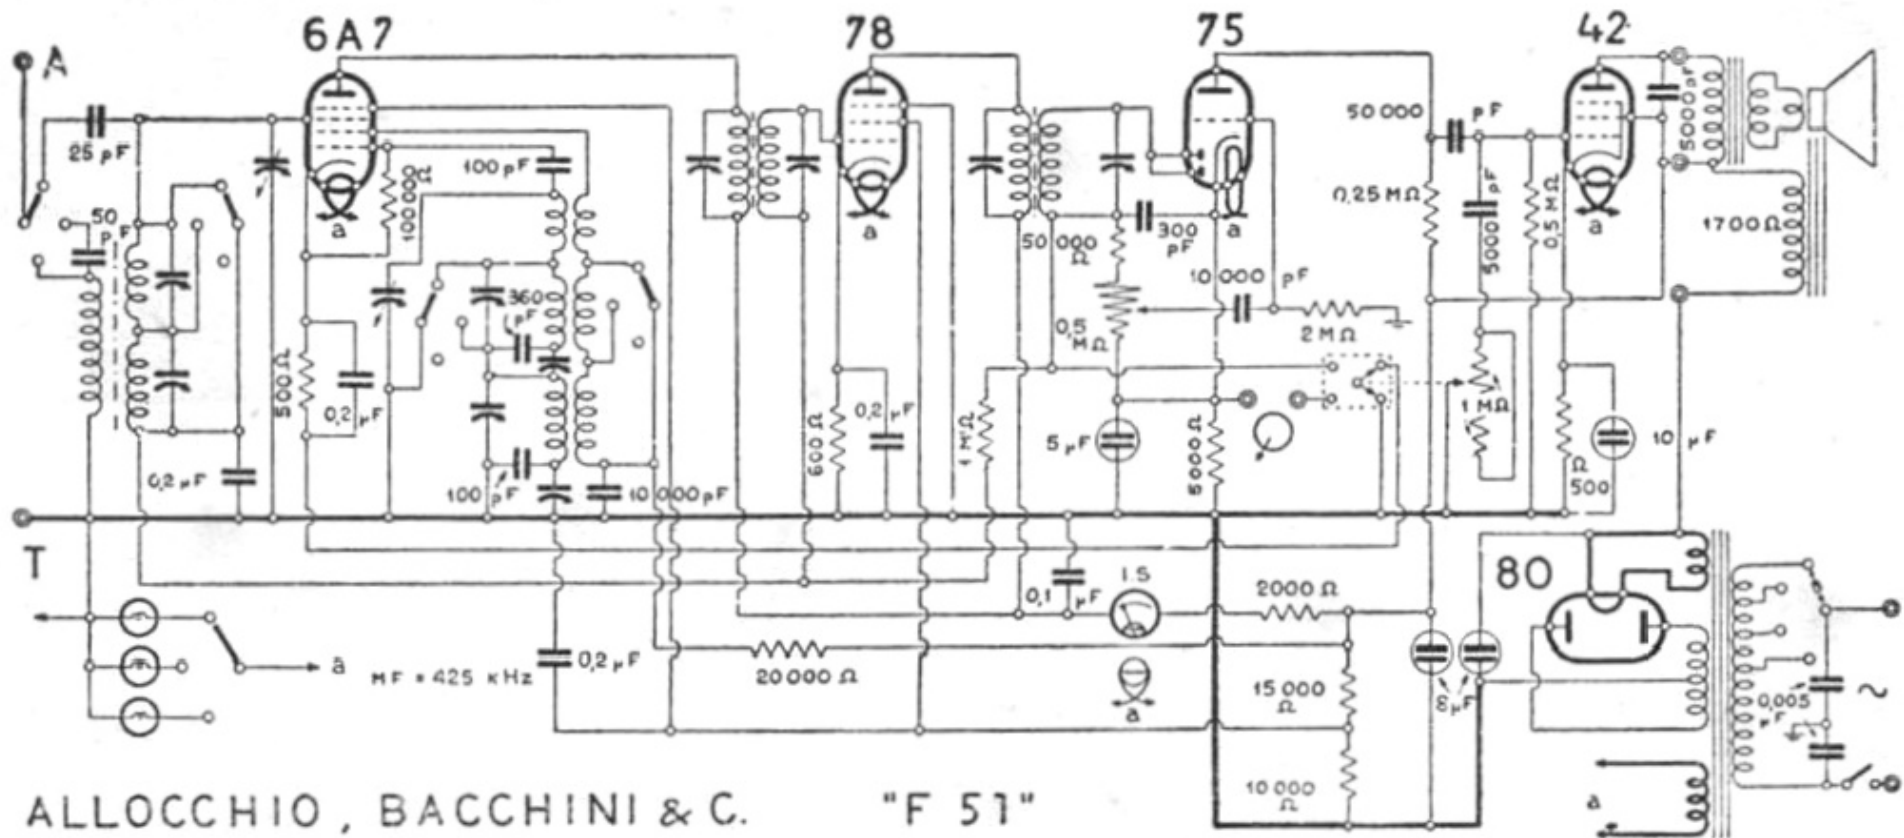 6A7
78
75
42
A
25 pF
50 pF
100 pF
100 000 Ω
a
a
a
a
50 000 pF
5000 pF
0,25 MΩ
5000 pF
0,5 MΩ
1700 Ω
50 000 Ω
300 pF
10 000 pF
360 pF
0,5 MΩ
2 MΩ
500 Ω
0,2 µF
0,2 µF
600 Ω
0,2 µF
1 MΩ
5 µF
5000 Ω
1 MΩ
10 µF
Ω 500
100 pF
10 000 pF
T
80
0,1 µF
I.S
2000 Ω
a
MF = 425 KHz
0,2 µF
20 000 Ω
a
15 000 Ω
8 µF
0,005 µF
~
10 000 Ω
a
ALLOCCHIO, BACCHINI & C. "F 51"